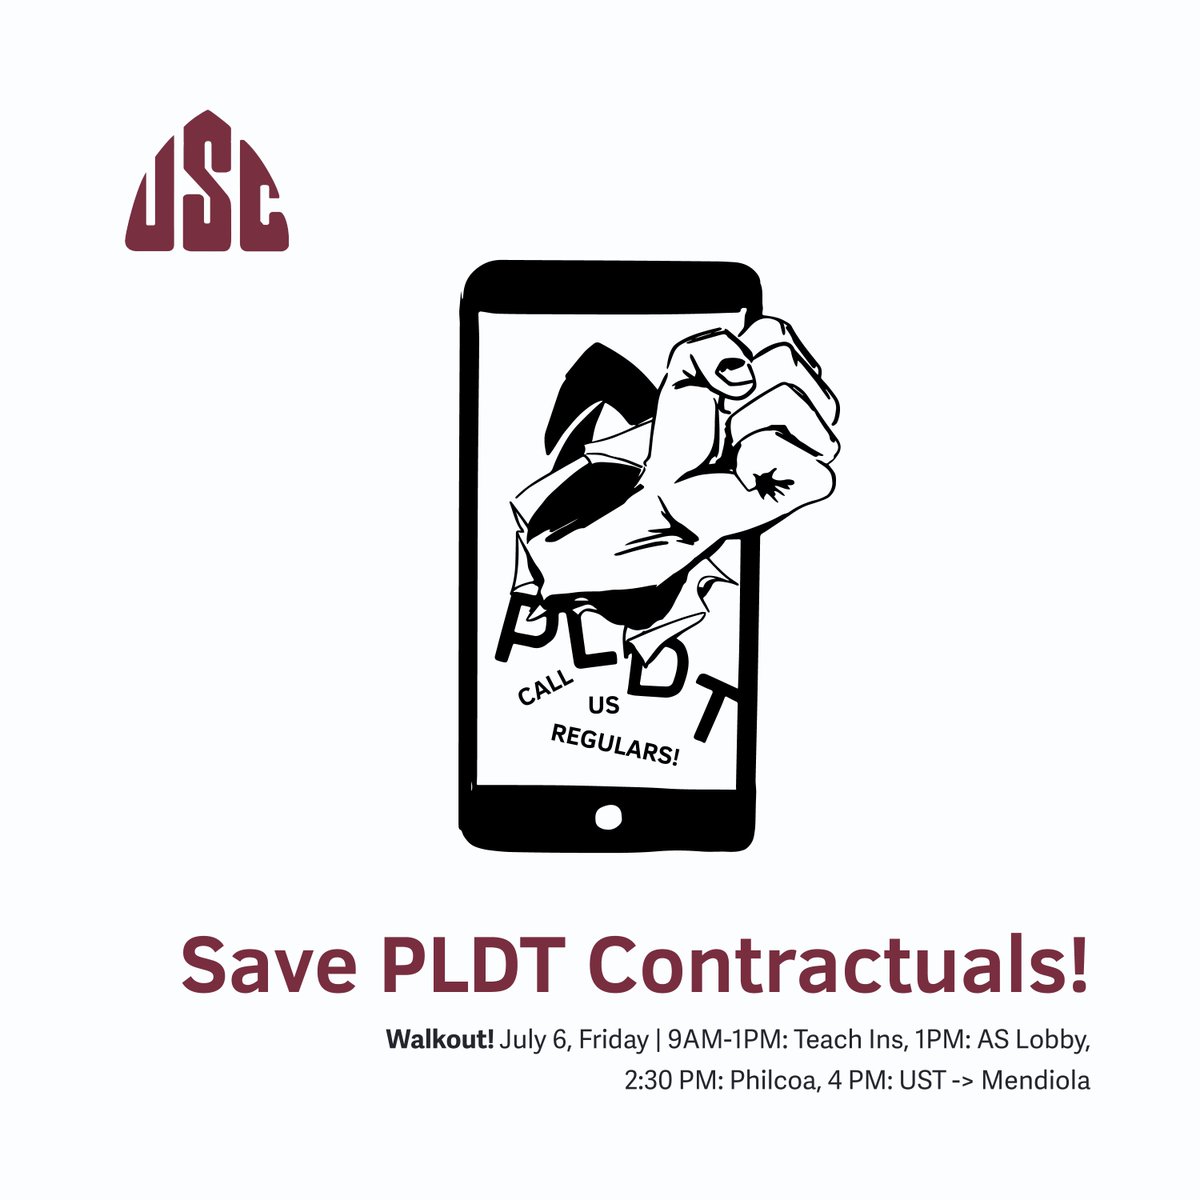 USC
PLDT
CALL
US
REGULARS!
Save PLDT Contractuals!
Walkout! July 6, Friday | 9AM-1PM: Teach Ins, 1PM: AS Lobby,
2:30 PM: Philcoa, 4 PM: UST -> Mendiola